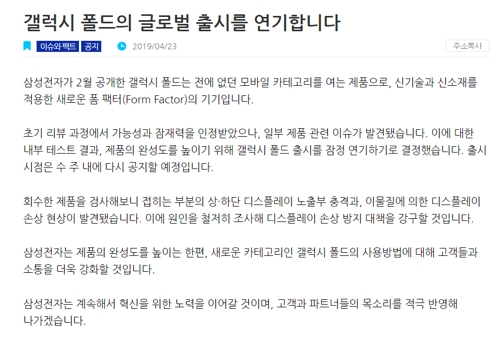 갤럭시 폴드의 글로벌 출시를 연기합니다
이슈와 팩트 공지 2019/04/23 주소복사
삼성전자가 2월 공개한 갤럭시 폴드는 전에 없던 모바일 카테고리를 여는 제품으로, 신기술과 신소재를
적용한 새로운 폼 팩터(Form Factor)의 기기입니다.
초기 리뷰 과정에서 가능성과 잠재력을 인정받았으나, 일부 제품 관련 이슈가 발견됐습니다. 이에 대한
내부 테스트 결과, 제품의 완성도를 높이기 위해 갤럭시 폴드 출시를 잠정 연기하기로 결정했습니다. 출시
시점은 수 주 내에 다시 공지할 예정입니다.
회수한 제품을 검사해보니 접히는 부분의 상·하단 디스플레이 노출부 충격과, 이물질에 의한 디스플레이
손상 현상이 발견됐습니다. 이에 원인을 철저히 조사해 디스플레이 손상 방지 대책을 강구할 것입니다.
삼성전자는 제품의 완성도를 높이는 한편, 새로운 카테고리인 갤럭시 폴드의 사용방법에 대해 고객들과
소통을 더욱 강화할 것입니다.
삼성전자는 계속해서 혁신을 위한 노력을 이어갈 것이며, 고객과 파트너들의 목소리를 적극 반영해
나가겠습니다.